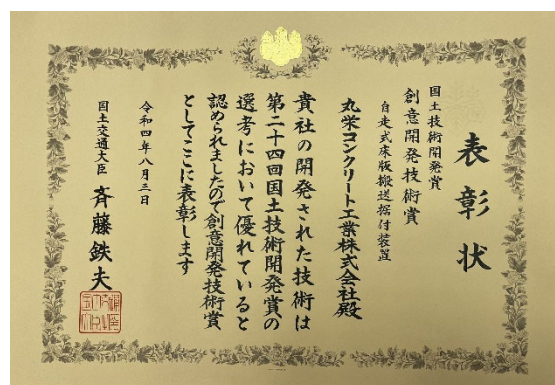 表彰状
国土技術開発賞
創意開発技術賞
自走式床版搬送据付装置
丸栄コンクリート工業株式会社殿
貴社の開発された技術は
第二十四回国土技術開発賞の
選考において優れていると
認められましたので創意開発技術賞
としてここに表彰します
令和四年八月三日
国土交通大臣 斉藤鉄夫